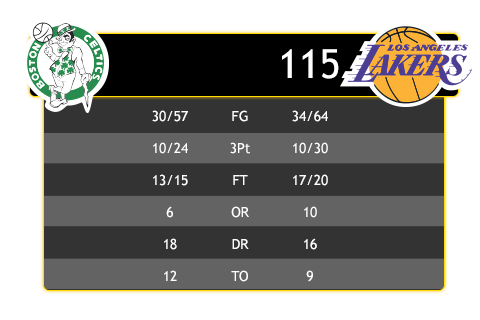 BOSTON CELTICS
115
LOS ANGELES
LAKERS
30/57 FG 34/64
10/24 3Pt 10/30
13/15 FT 17/20
6 OR 10
18 DR 16
12 TO 9